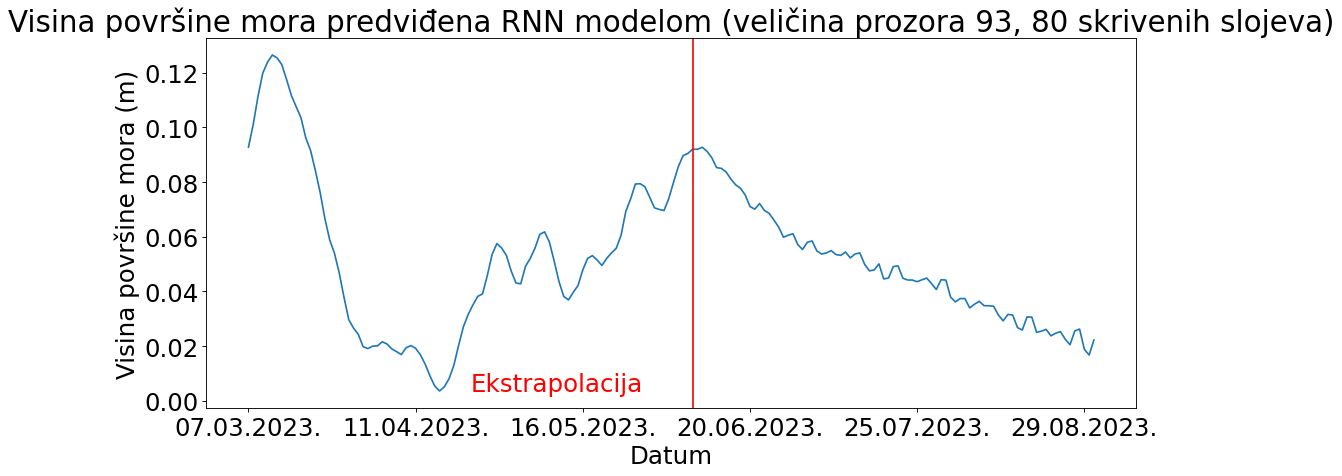 Visina površine mora predviđena RNN modelom (veličina prozora 93, 80 skrivenih slojeva)
Visina površine mora (m)
0.12
0.10
0.08
0.06
0.04
0.02
0.00
Ekstrapolacija
07.03.2023. 11.04.2023. 16.05.2023. 20.06.2023. 25.07.2023. 29.08.2023.
Datum